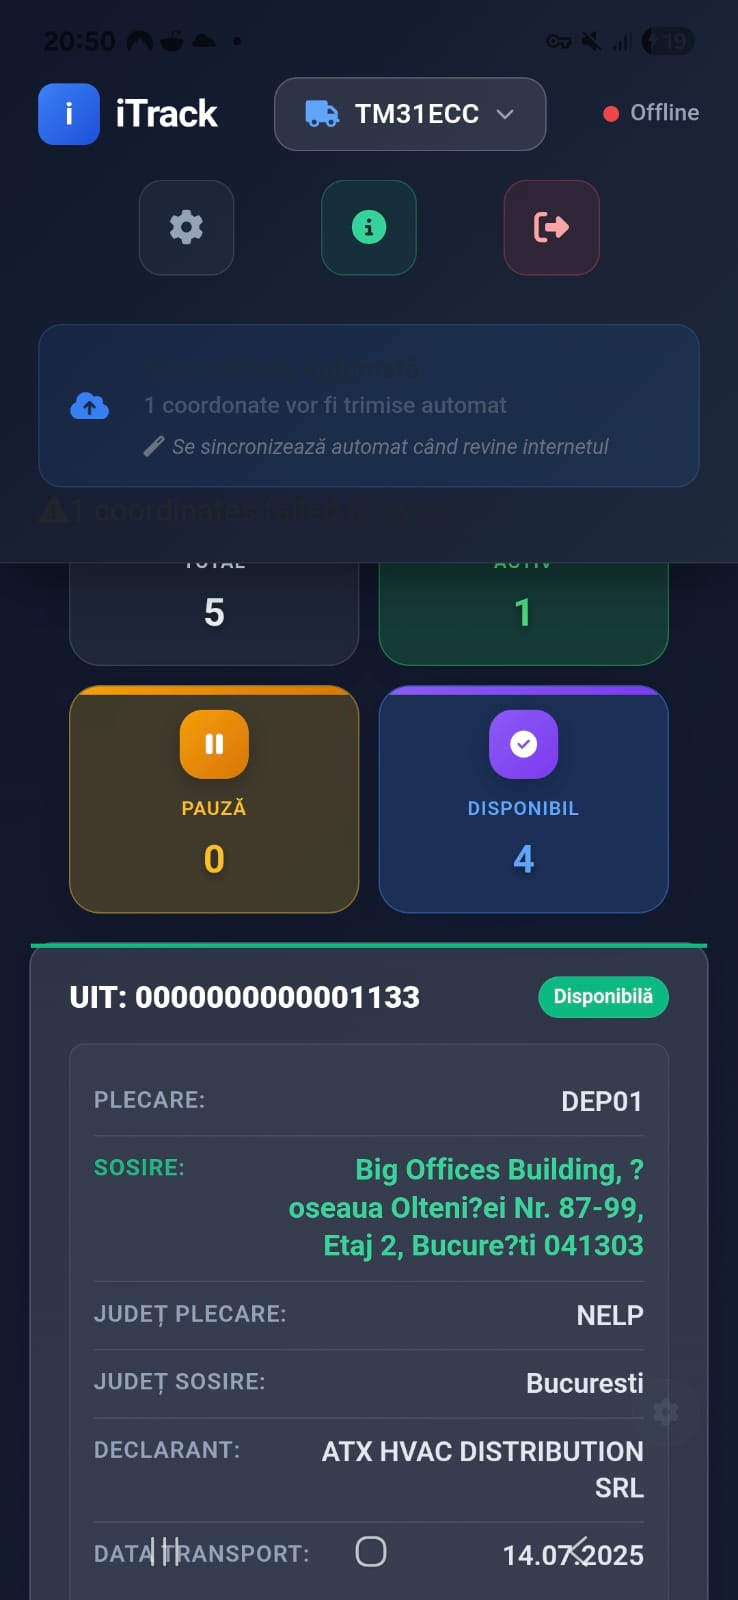 20:50
19
i iTrack
TM31ECC
Offline
Automată
1 coordonate vor fi trimise automat
Se sincronizează automat când revine internetul
1 coordinates failed to sync
TOTAL
5
ACTIV
1
PAUZĂ
0
DISPONIBIL
4
UIT: 0000000000001133
Disponibilă
PLECARE:
DEP01
SOSIRE:
Big Offices Building, ?
oseaua Olteni?ei Nr. 87-99,
Etaj 2, Bucure?ti 041303
JUDEȚ PLECARE:
NELP
JUDEȚ SOSIRE:
Bucuresti
DECLARANT:
ATX HVAC DISTRIBUTION
SRL
DATA TRANSPORT:
14.07.2025